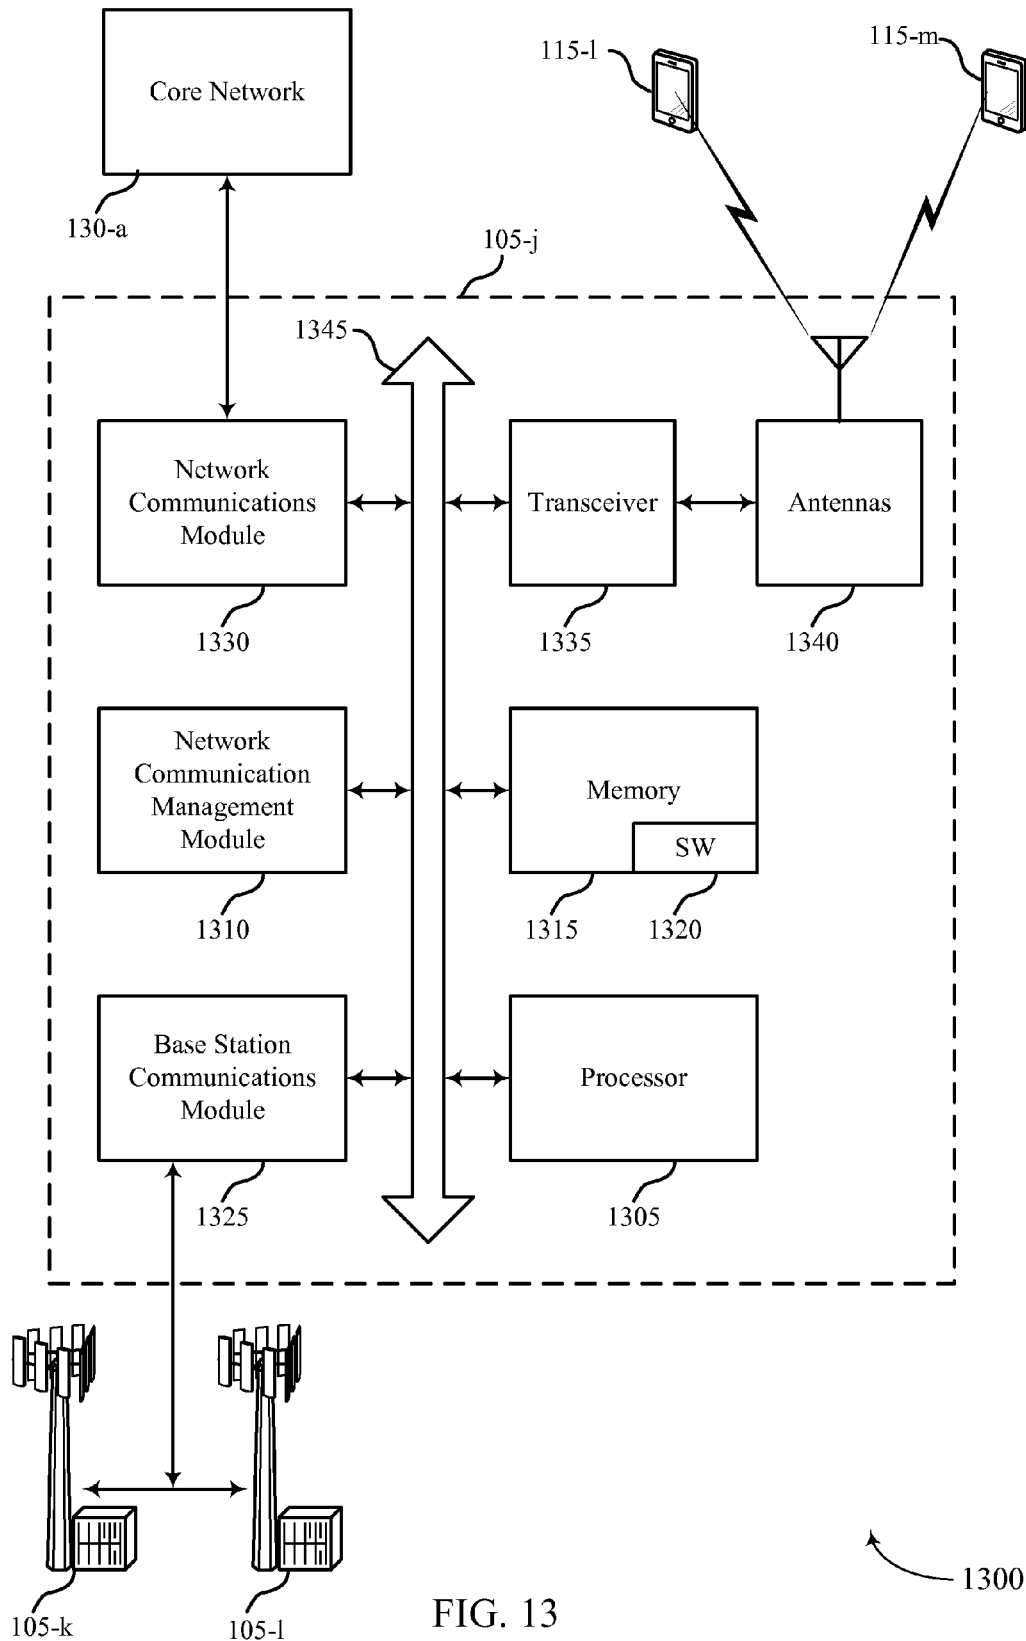 Core Network
130-a
115-l
115-m
105-j
1345
Network
Communications
Module
1330
Transceiver
1335
Antennas
1340
Network
Communication
Management
Module
1310
Memory
SW
1315
1320
Base Station
Communications
Module
1325
Processor
1305
105-k
105-l
FIG. 13
1300